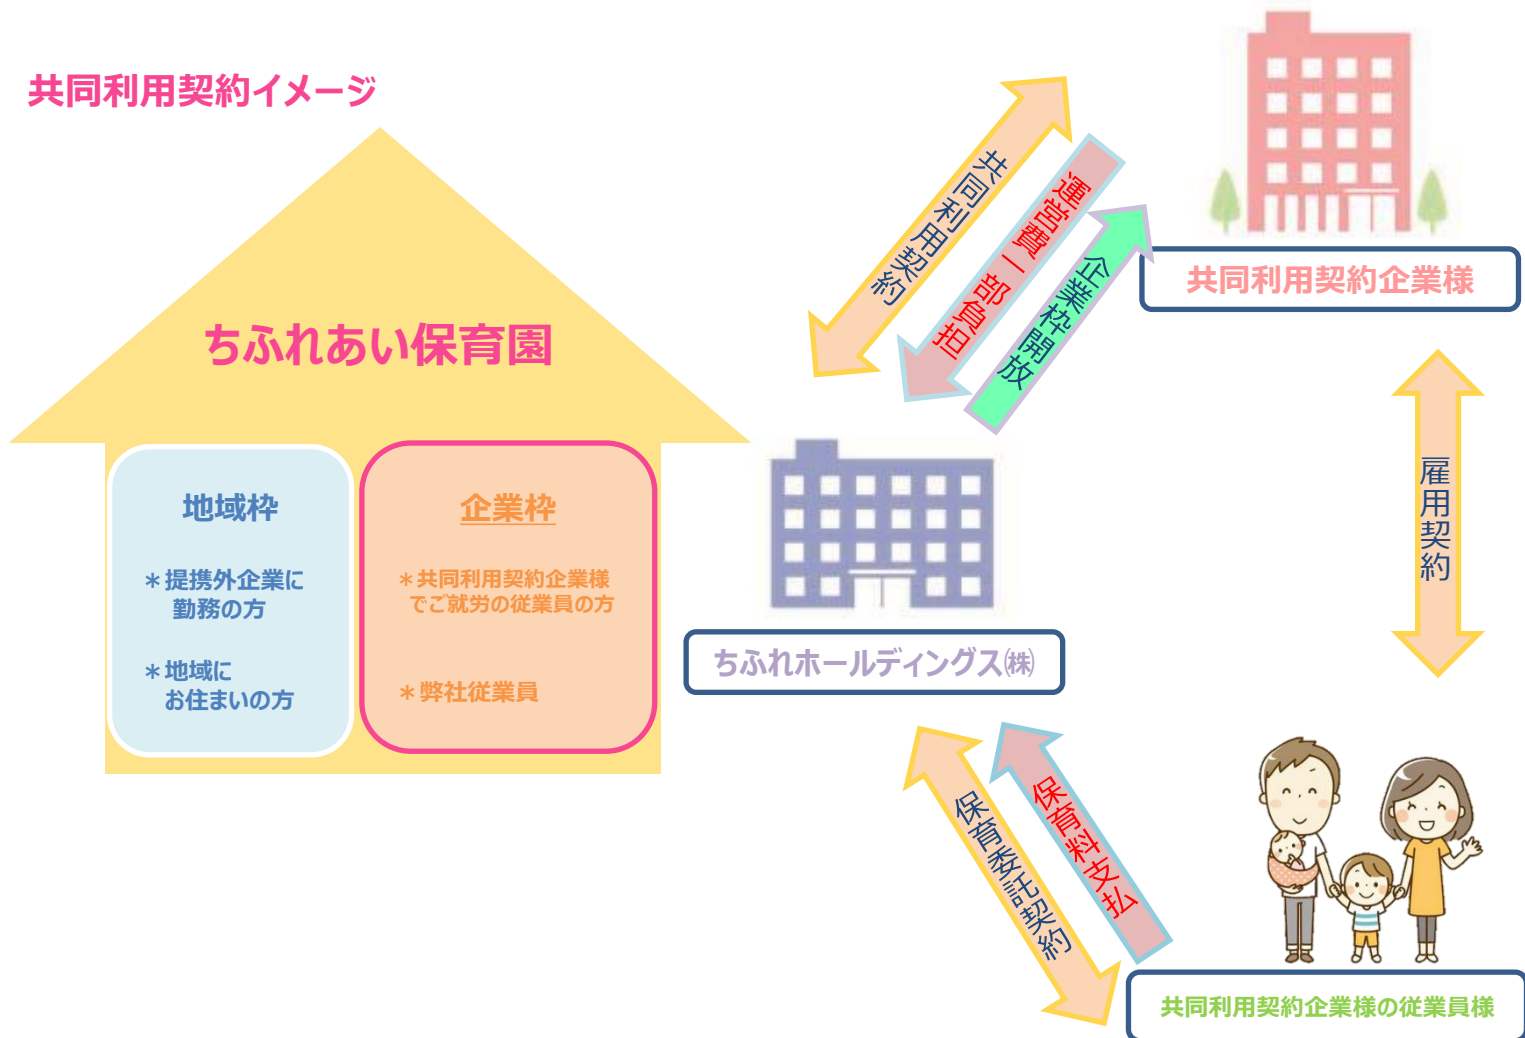 共同利用契約イメージ
ちふれあい保育園
地域枠
＊提携外企業に
勤務の方
＊地域に
お住まいの方
企業枠
＊共同利用契約企業様
でご就労の従業員の方
＊弊社従業員
共同利用契約
運営費一部負担
企業枠開放
共同利用契約企業様
ちふれホールディングス㈱
雇用契約
保育委託契約
保育料支払
共同利用契約企業様の従業員様